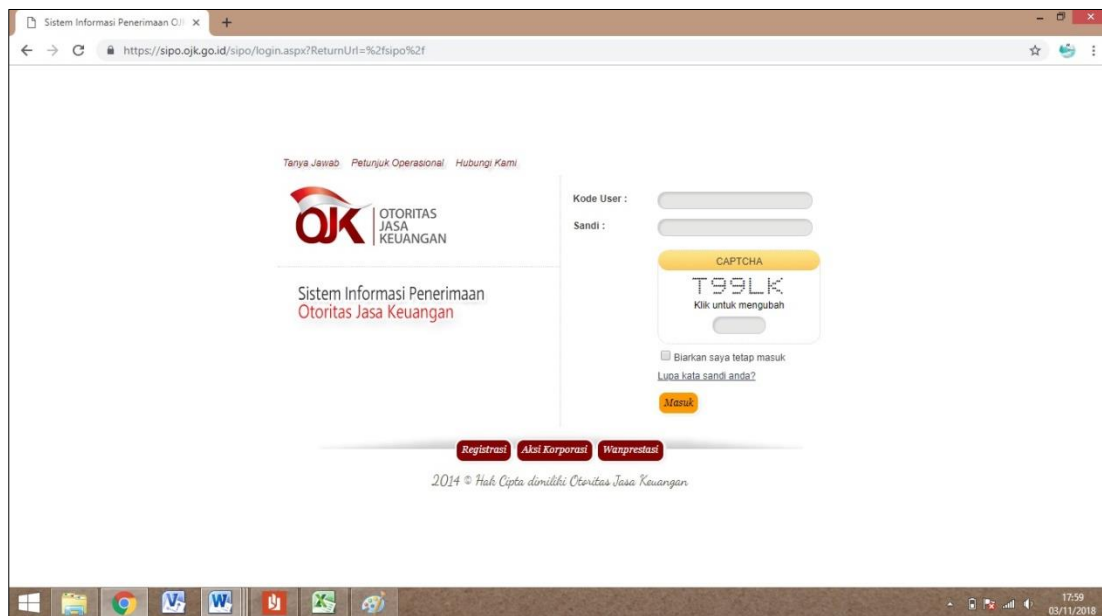 Sistem Informasi Penerimaan OJ
https://sipo.ojk.go.id/sipo/login.aspx?ReturnUrl=%2fsipo%2f
Tanya Jawab Petunjuk Operasional Hubungi Kami
OJK OTORITAS
JASA
KEUANGAN
Sistem Informasi Penerimaan
Otoritas Jasa Keuangan
Kode User :
Sandi :
CAPTCHA
T99LK
Klik untuk mengubah
Biarkan saya tetap masuk
Lupa kata sandi anda?
Masuk
Registrasi Aksi Korporasi Wanprestasi
2014 © Hak Cipta dimiliki Otoritas Jasa Keuangan
17:59
03/11/2018